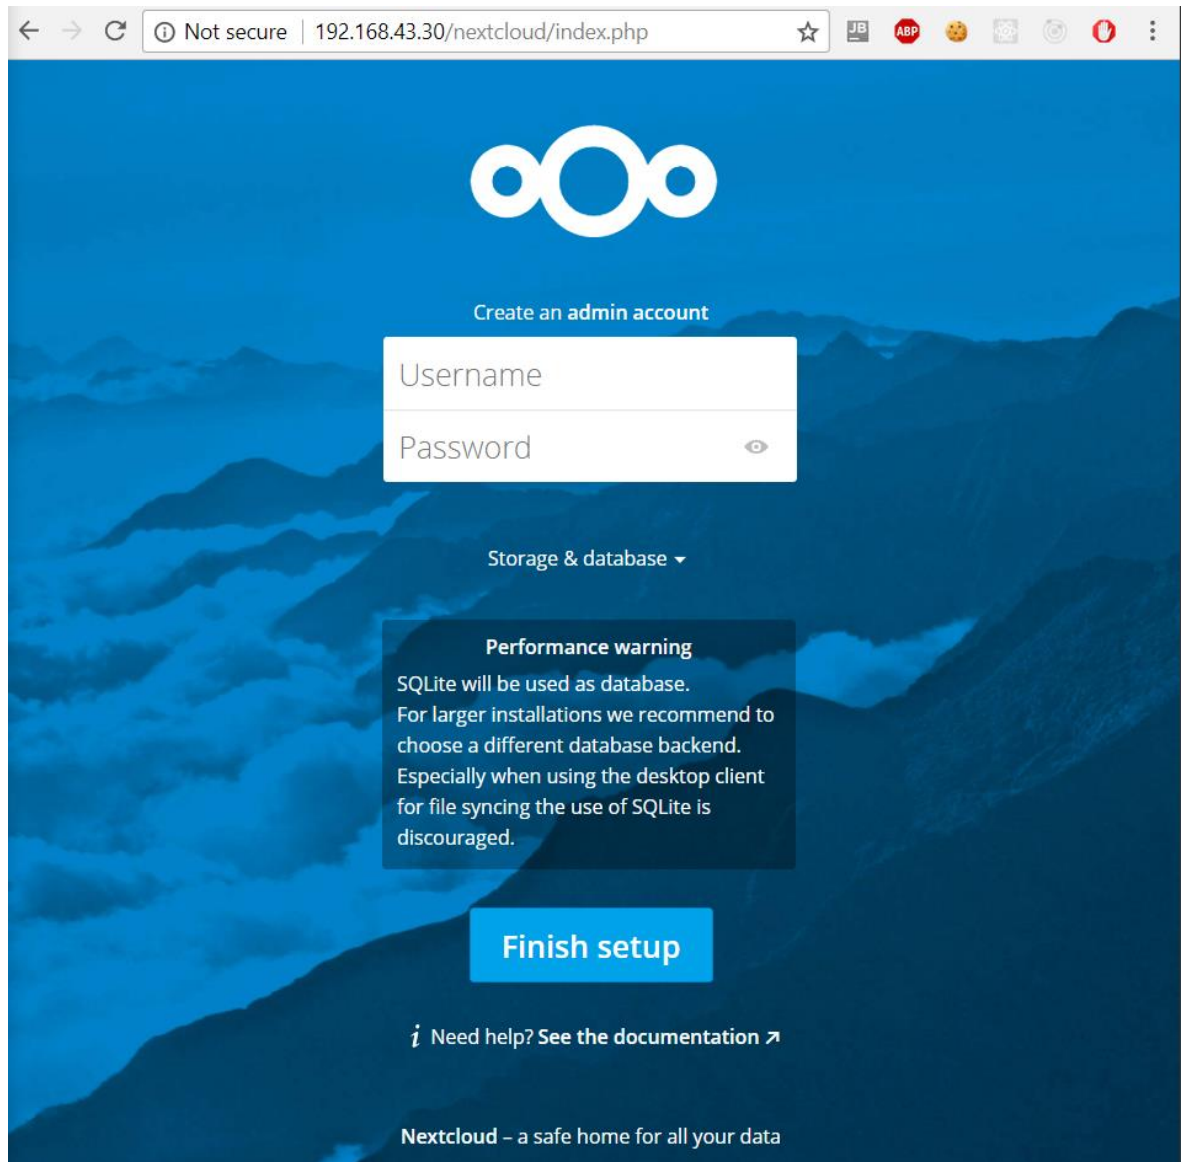 Not secure | 192.168.43.30/nextcloud/index.php
JB
ABP
Create an admin account
Username
Password
Storage & database
Performance warning
SQLite will be used as database.
For larger installations we recommend to
choose a different database backend.
Especially when using the desktop client
for file syncing the use of SQLite is
discouraged.
Finish setup
i Need help? See the documentation ↗
Nextcloud – a safe home for all your data